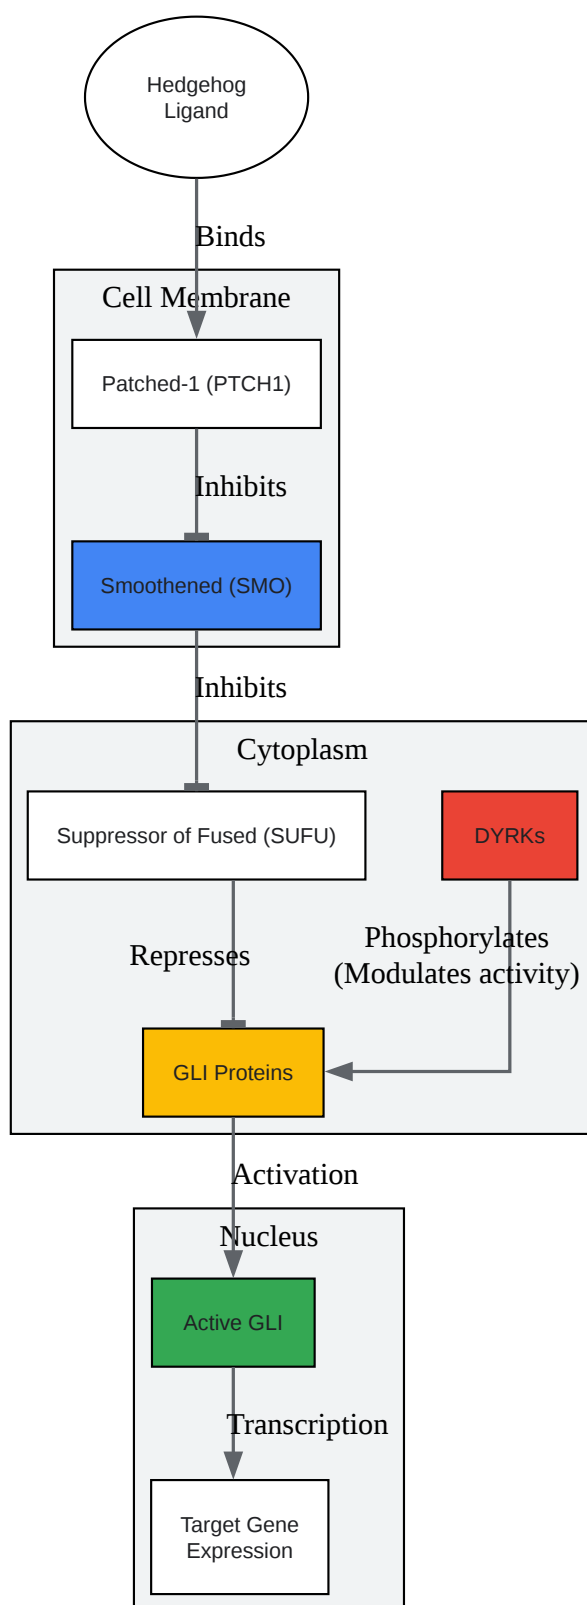 Hedgehog
Ligand
Binds
Cell Membrane
Patched-1 (PTCH1)
Inhibits
Smoothened (SMO)
Inhibits
Cytoplasm
Suppressor of Fused (SUFU)
DYRKs
Phosphorylates
(Modulates activity)
Represses
GLI Proteins
Activation
Nucleus
Active GLI
Transcription
Target Gene
Expression